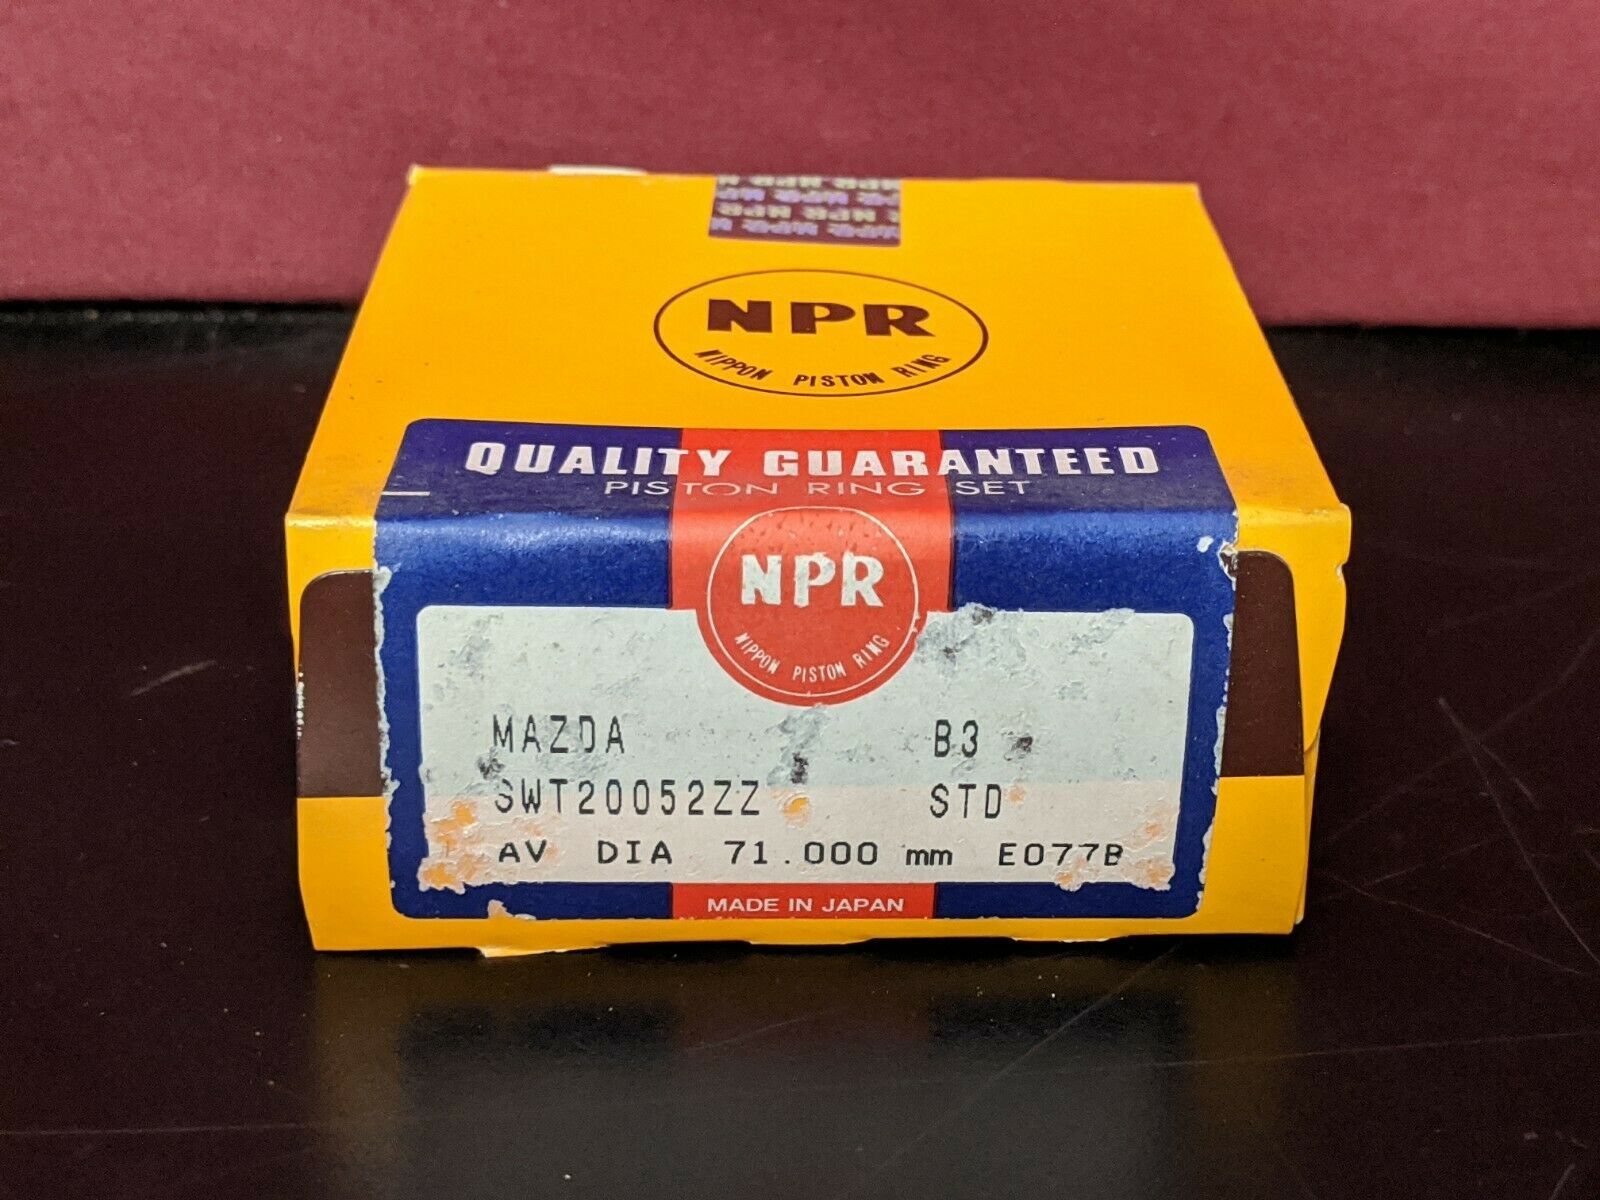 NPR
NIPPON PISTON RING
QUALITY GUARANTEED
PISTON RING SET
NPR
NIPPON PISTON RING
MAZDA B3
SWT20052ZZ STD
AV DIA 71.000 mm E077B
MADE IN JAPAN